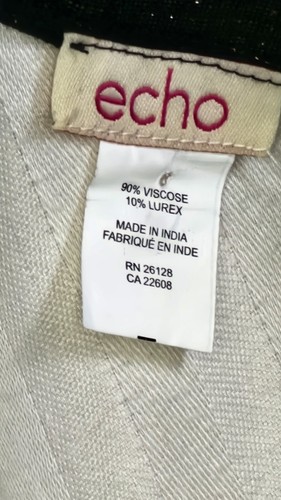 echo
90% VISCOSE
10% LUREX
MADE IN INDIA
FABRIQUÉ EN INDE
RN 26128
CA 22608